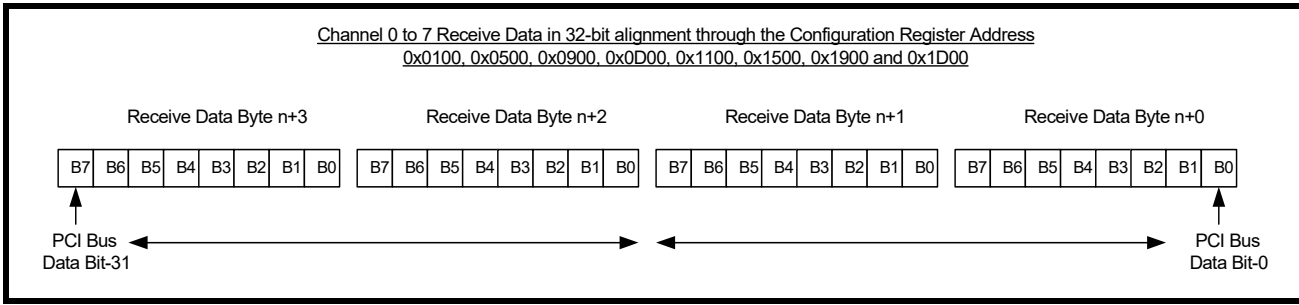 Channel 0 to 7 Receive Data in 32-bit alignment through the Configuration Register Address
0x0100, 0x0500, 0x0900, 0x0D00, 0x1100, 0x1500, 0x1900 and 0x1D00
Receive Data Byte n+3 Receive Data Byte n+2 Receive Data Byte n+1 Receive Data Byte n+0
B7 B6 B5 B4 B3 B2 B1 B0 B7 B6 B5 B4 B3 B2 B1 B0 B7 B6 B5 B4 B3 B2 B1 B0 B7 B6 B5 B4 B3 B2 B1 B0
PCI Bus PCI Bus
Data Bit-31 Data Bit-0